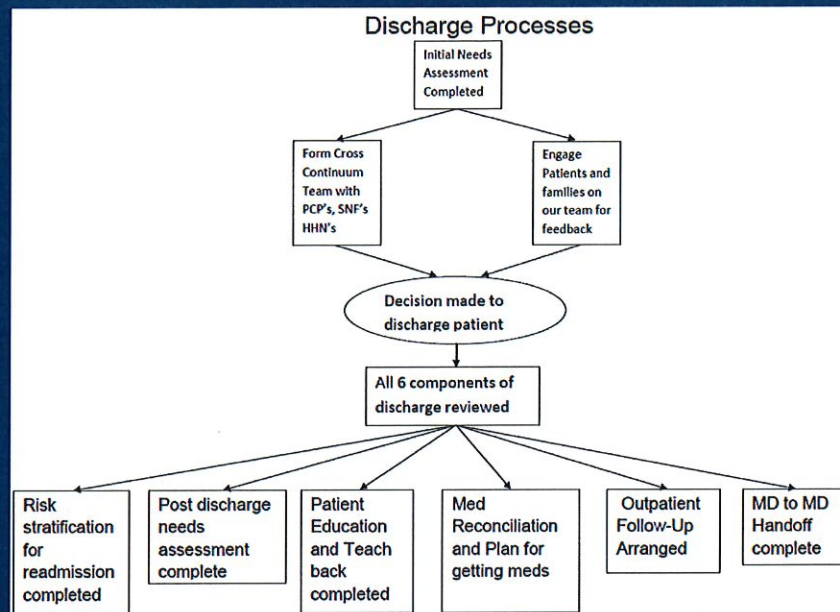 Discharge Processes
Initial Needs
Assessment
Completed
Form Cross
Continuum
Team with
PCP's, SNF's
HHN's
Engage
Patients and
families on
our team for
feedback
Decision made to
discharge patient
All 6 components of
discharge reviewed
Risk
stratification
for
readmission
completed
Post discharge
needs
assessment
complete
Patient
Education
and Teach
back
completed
Med
Reconciliation
and Plan for
getting meds
Outpatient
Follow-Up
Arranged
MD to MD
Handoff
complete